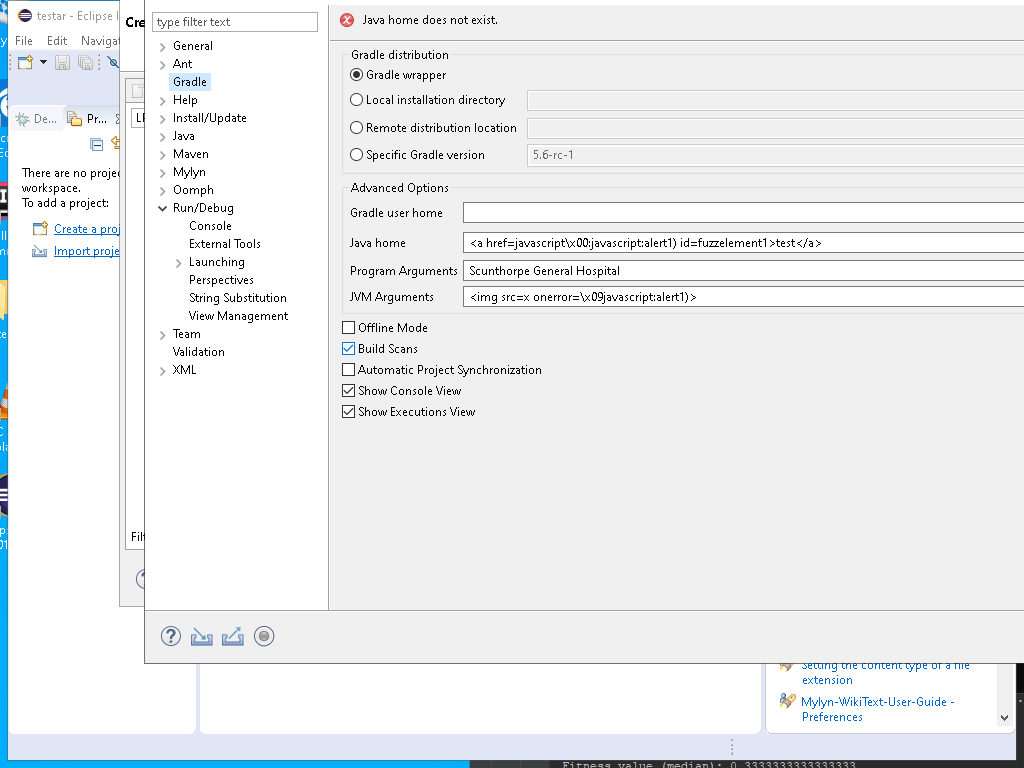 testar - Eclipse I
File Edit Navigat
De...
Pr...
There are no proje
workspace.
To add a project:
Create a proj
Import proje
Cre
Filt
type filter text
General
Ant
Gradle
Help
Install/Update
Java
Maven
Mylyn
Oomph
Run/Debug
Console
External Tools
Launching
Perspectives
String Substitution
View Management
Team
Validation
XML
Java home does not exist.
Gradle distribution
Gradle wrapper
Local installation directory
Remote distribution location
Specific Gradle version 5.6-rc-1
Advanced Options
Gradle user home
Java home <a href=javascript\x00:javascript:alert1) id=fuzzelement1>test</a>
Program Arguments Scunthorpe General Hospital
JVM Arguments <img src=x onerror=\x09javascript:alert1)>
Offline Mode
Build Scans
Automatic Project Synchronization
Show Console View
Show Executions View
Setting the content type of a file
extension
Mylyn-WikiText-User-Guide -
Preferences
Fitness value (median): 0.3333333333333333